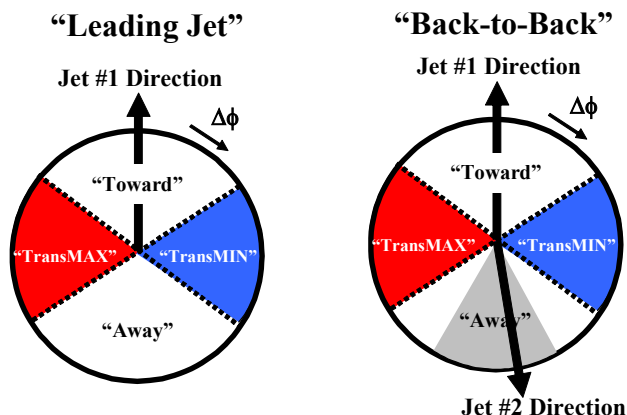 “Leading Jet”
Jet #1 Direction
Δϕ
“Toward”
“TransMAX”
“TransMIN”
“Away”
“Back-to-Back”
Jet #1 Direction
Δϕ
“Toward”
“TransMAX”
“TransMIN”
“Away”
Jet #2 Direction